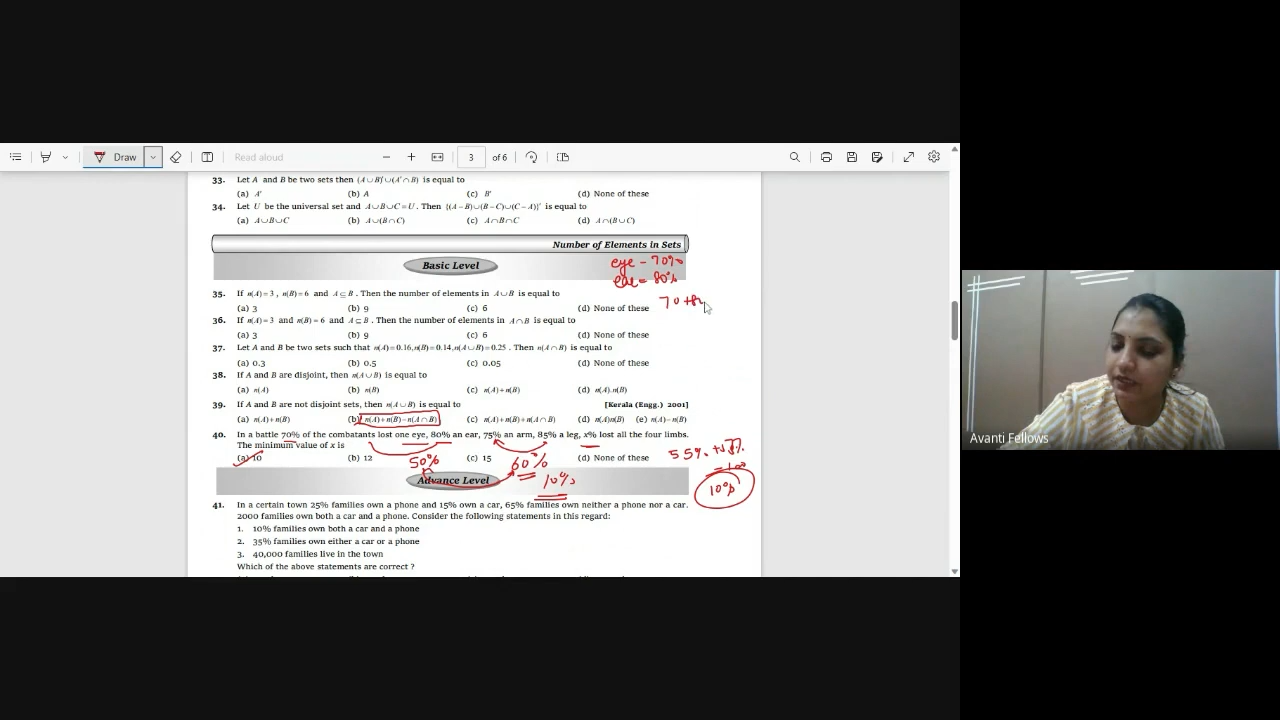 Draw
Read aloud
3 of 6
33. Let A and B be two sets then (A∪B)′∪(A′∩B) is equal to
(a) A′ (b) A (c) B′ (d) None of these
34. Let U be the universal set and A∪B∪C=U. Then {(A−B)∪(B−C)∪(C−A)}′ is equal to
(a) A∪B∪C (b) A∪(B∩C) (c) A∩B∩C (d) A∩(B∪C)
Number of Elements in Sets
Basic Level
eye - 70%
ear = 80%
35. If n(A)=3, n(B)=6 and A⊆B. Then the number of elements in A∪B is equal to
(a) 3 (b) 9 (c) 6 (d) None of these
70+80
36. If n(A)=3 and n(B)=6 and A⊆B. Then the number of elements in A∩B is equal to
(a) 3 (b) 9 (c) 6 (d) None of these
37. Let A and B be two sets such that n(A)=0.16, n(B)=0.14, n(A∪B)=0.25. Then n(A∩B) is equal to
(a) 0.3 (b) 0.5 (c) 0.05 (d) None of these
38. If A and B are disjoint, then n(A∪B) is equal to
(a) n(A) (b) n(B) (c) n(A)+n(B) (d) n(A).n(B)
39. If A and B are not disjoint sets, then n(A∪B) is equal to [Kerala (Engg.) 2001]
(a) n(A)+n(B) (b) n(A)+n(B)−n(A∩B) (c) n(A)+n(B)+n(A∩B) (d) n(A)n(B) (e) n(A)−n(B)
40. In a battle 70% of the combatants lost one eye, 80% an ear, 75% an arm, 85% a leg, x% lost all the four limbs.
The minimum value of x is
(a) 10 (b) 12 (c) 15 (d) None of these
50%
60%
10%
55%
10%
Advance Level
41. In a certain town 25% families own a phone and 15% own a car, 65% families own neither a phone nor a car.
2000 families own both a car and a phone. Consider the following statements in this regard:
1. 10% families own both a car and a phone
2. 35% families own either a car or a phone
3. 40,000 families live in the town
Which of the above statements are correct ?
Avanti Fellows